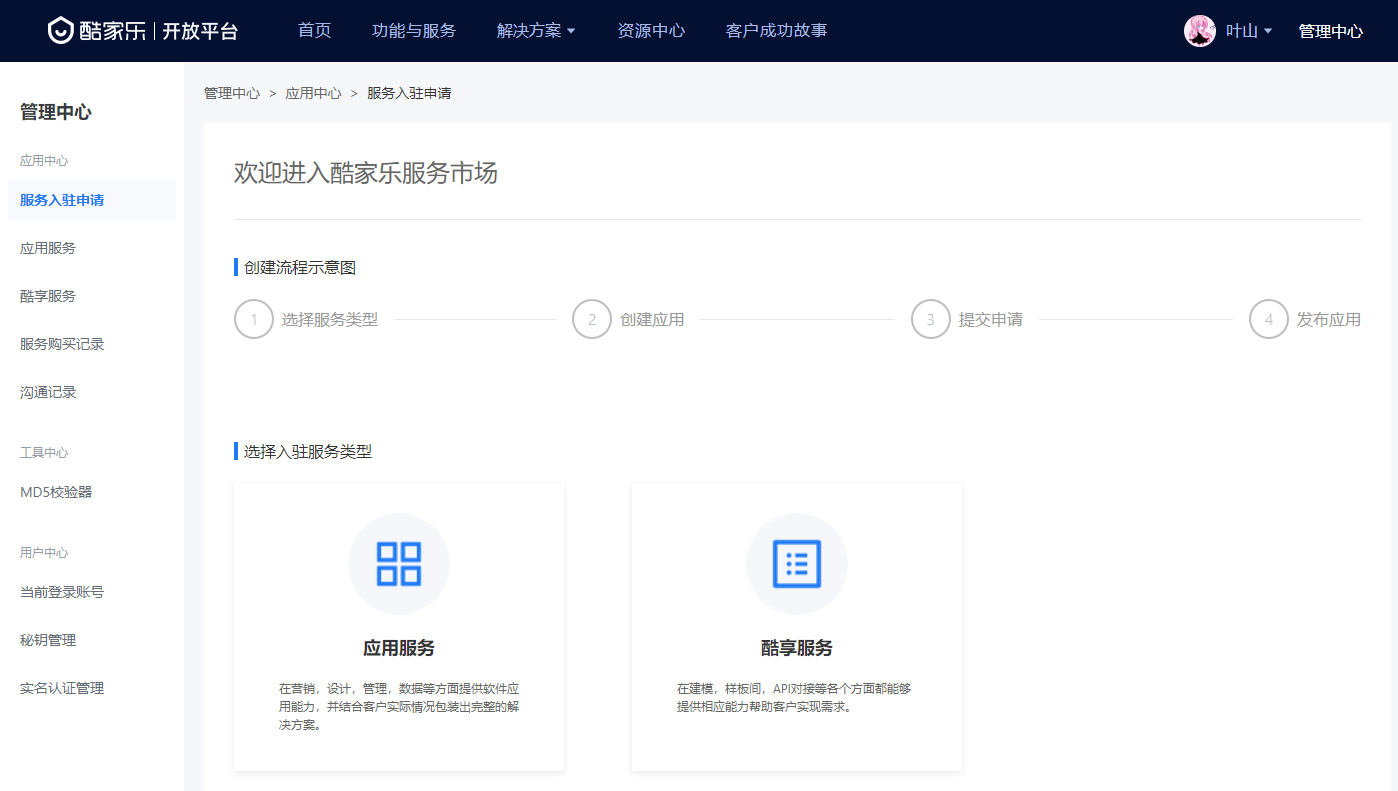 酷家乐 | 开放平台 首页 功能与服务 解决方案 资源中心 客户成功故事 叶山 管理中心
管理中心 > 应用中心 > 服务入驻申请
管理中心
应用中心
服务入驻申请
应用服务
酷享服务
服务购买记录
沟通记录
工具中心
MD5校验器
用户中心
当前登录账号
秘钥管理
实名认证管理
欢迎进入酷家乐服务市场
创建流程示意图
1 选择服务类型 2 创建应用 3 提交申请 4 发布应用
选择入驻服务类型
应用服务
在营销，设计，管理，数据等方面提供软件应
用能力，并结合客户实际情况包装出完整的解
决方案。
酷享服务
在建模，样板间，API对接等各个方面都能够
提供相应能力帮助客户实现需求。